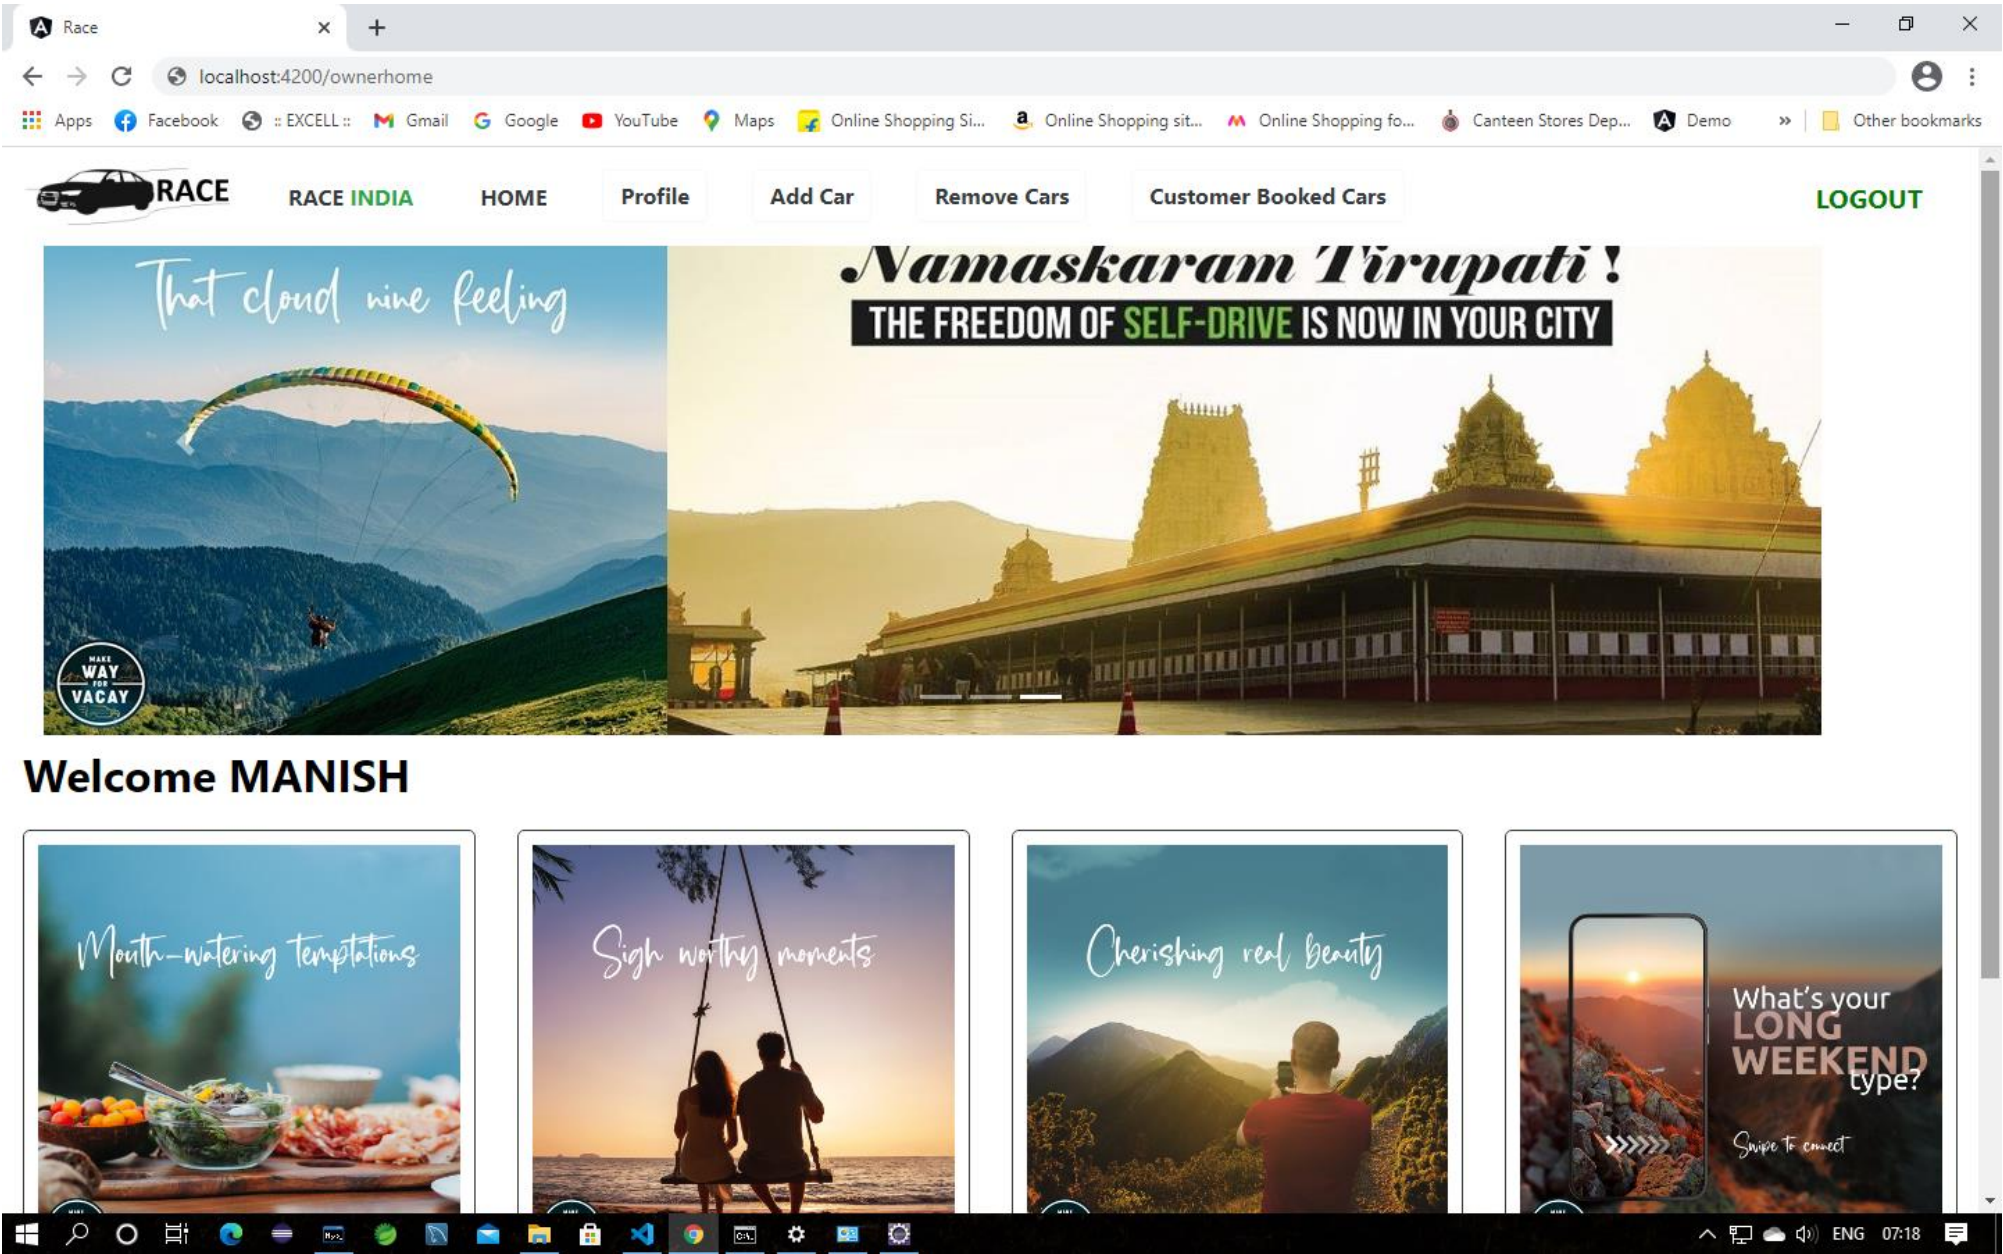 Race
localhost:4200/ownerhome
Apps Facebook :: EXCELL :: Gmail Google YouTube Maps Online Shopping Si... Online Shopping sit... Online Shopping fo... Canteen Stores Dep... Demo » Other bookmarks
RACE RACE INDIA HOME Profile Add Car Remove Cars Customer Booked Cars LOGOUT
That cloud nine feeling
MAKE
WAY
FOR
VACAY
Namaskaram Tirupati !
THE FREEDOM OF SELF-DRIVE IS NOW IN YOUR CITY
Welcome MANISH
Mouth-watering temptations
Sigh worthy moments
Cherishing real beauty
What's your
LONG
WEEKEND
type?
Swipe to connect
ENG 07:18